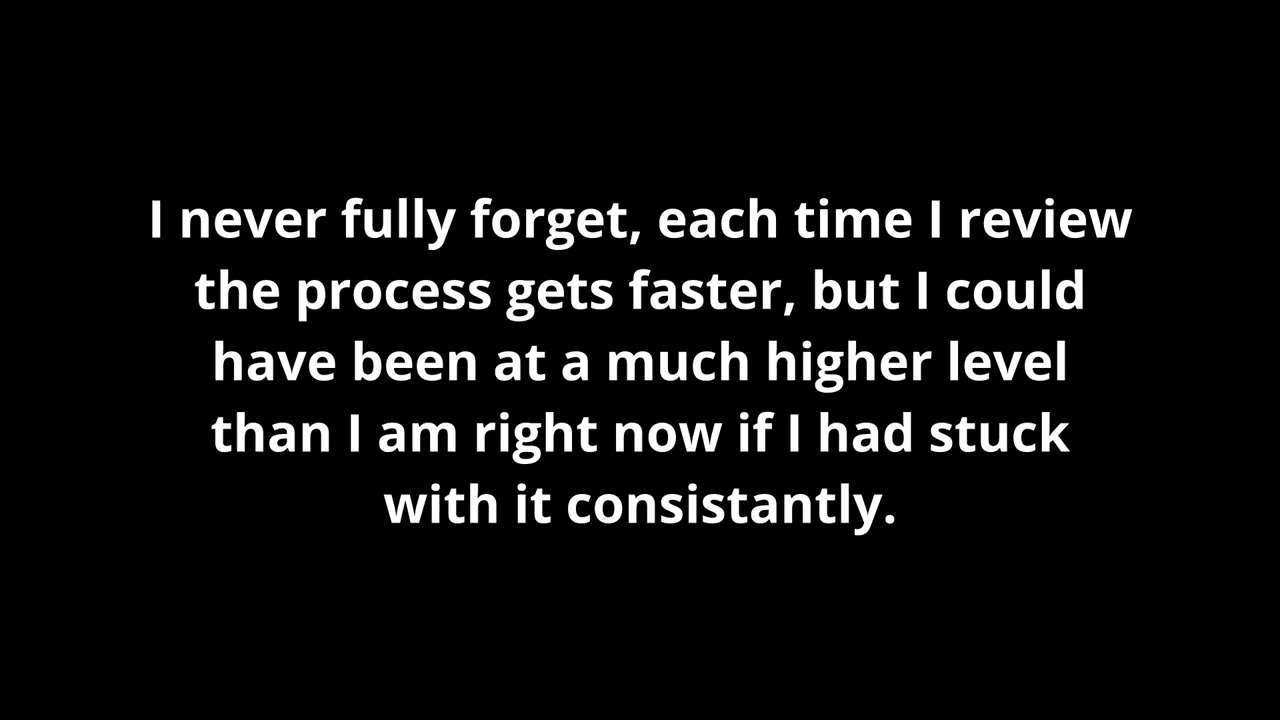 I never fully forget, each time I review
the process gets faster, but I could
have been at a much higher level
than I am right now if I had stuck
with it consistantly.